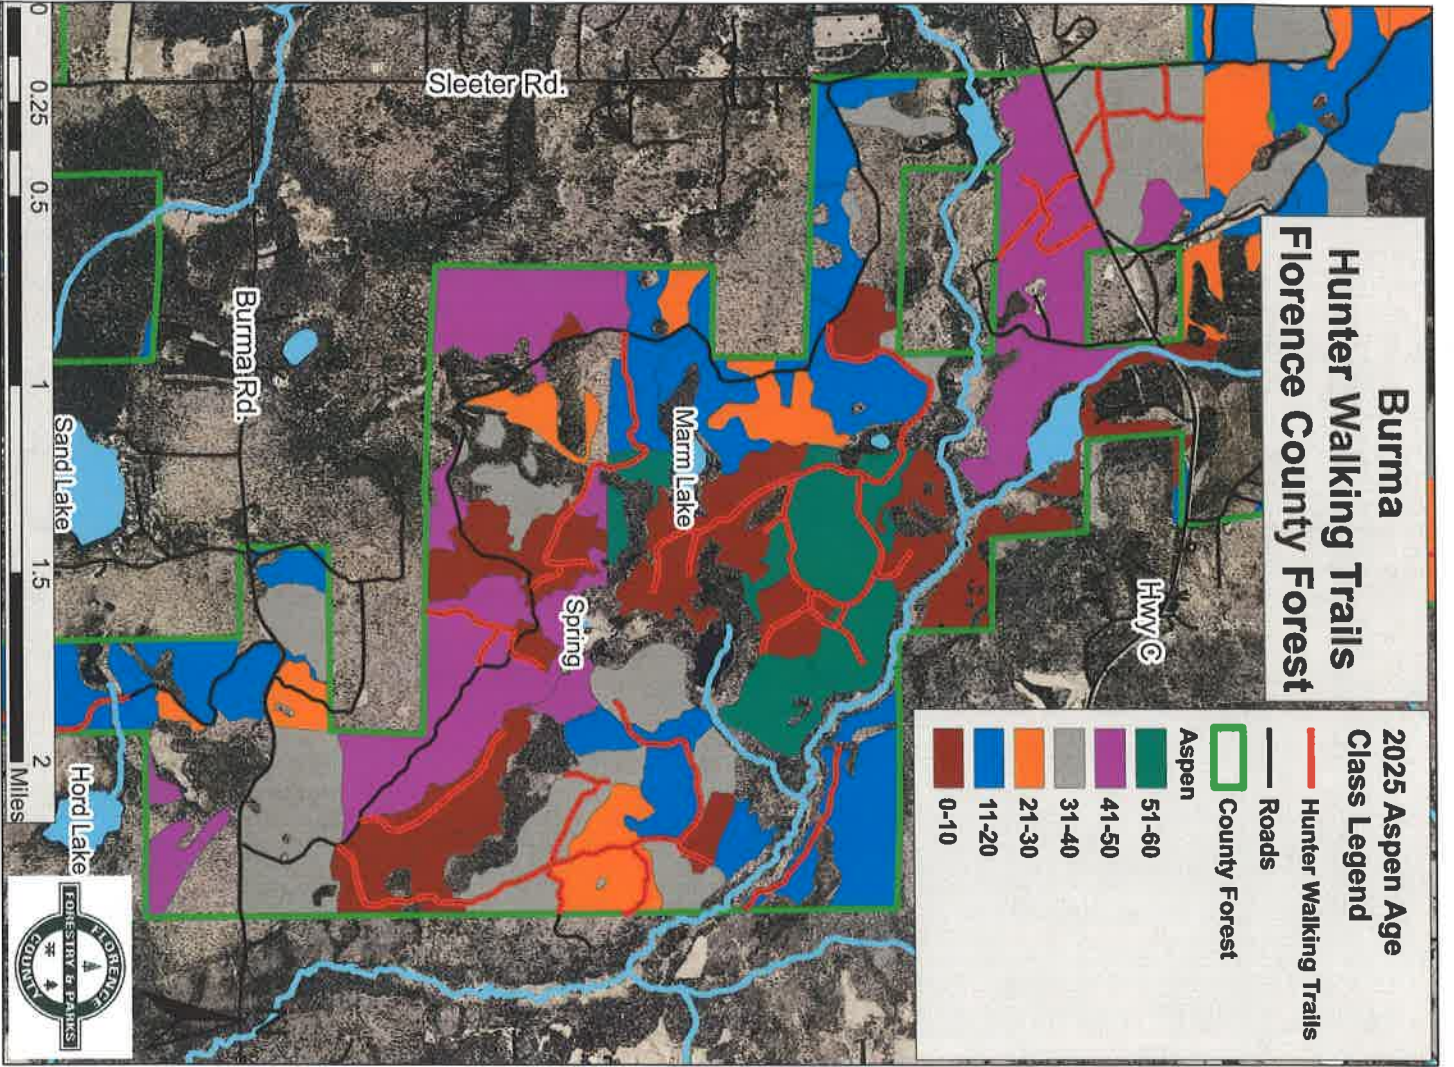 Burma
Hunter Walking Trails
Florence County Forest
2025 Aspen Age
Class Legend
Hunter Walking Trails
Roads
County Forest
Aspen
51-60
41-50
31-40
21-30
11-20
0-10
Hwy C
Sleeter Rd.
Marm Lake
Spring
Burma Rd.
Sand Lake
Hord Lake
0 0.25 0.5 1 1.5 2
Miles
FLORENCE
FORESTRY & PARKS
COUNTY